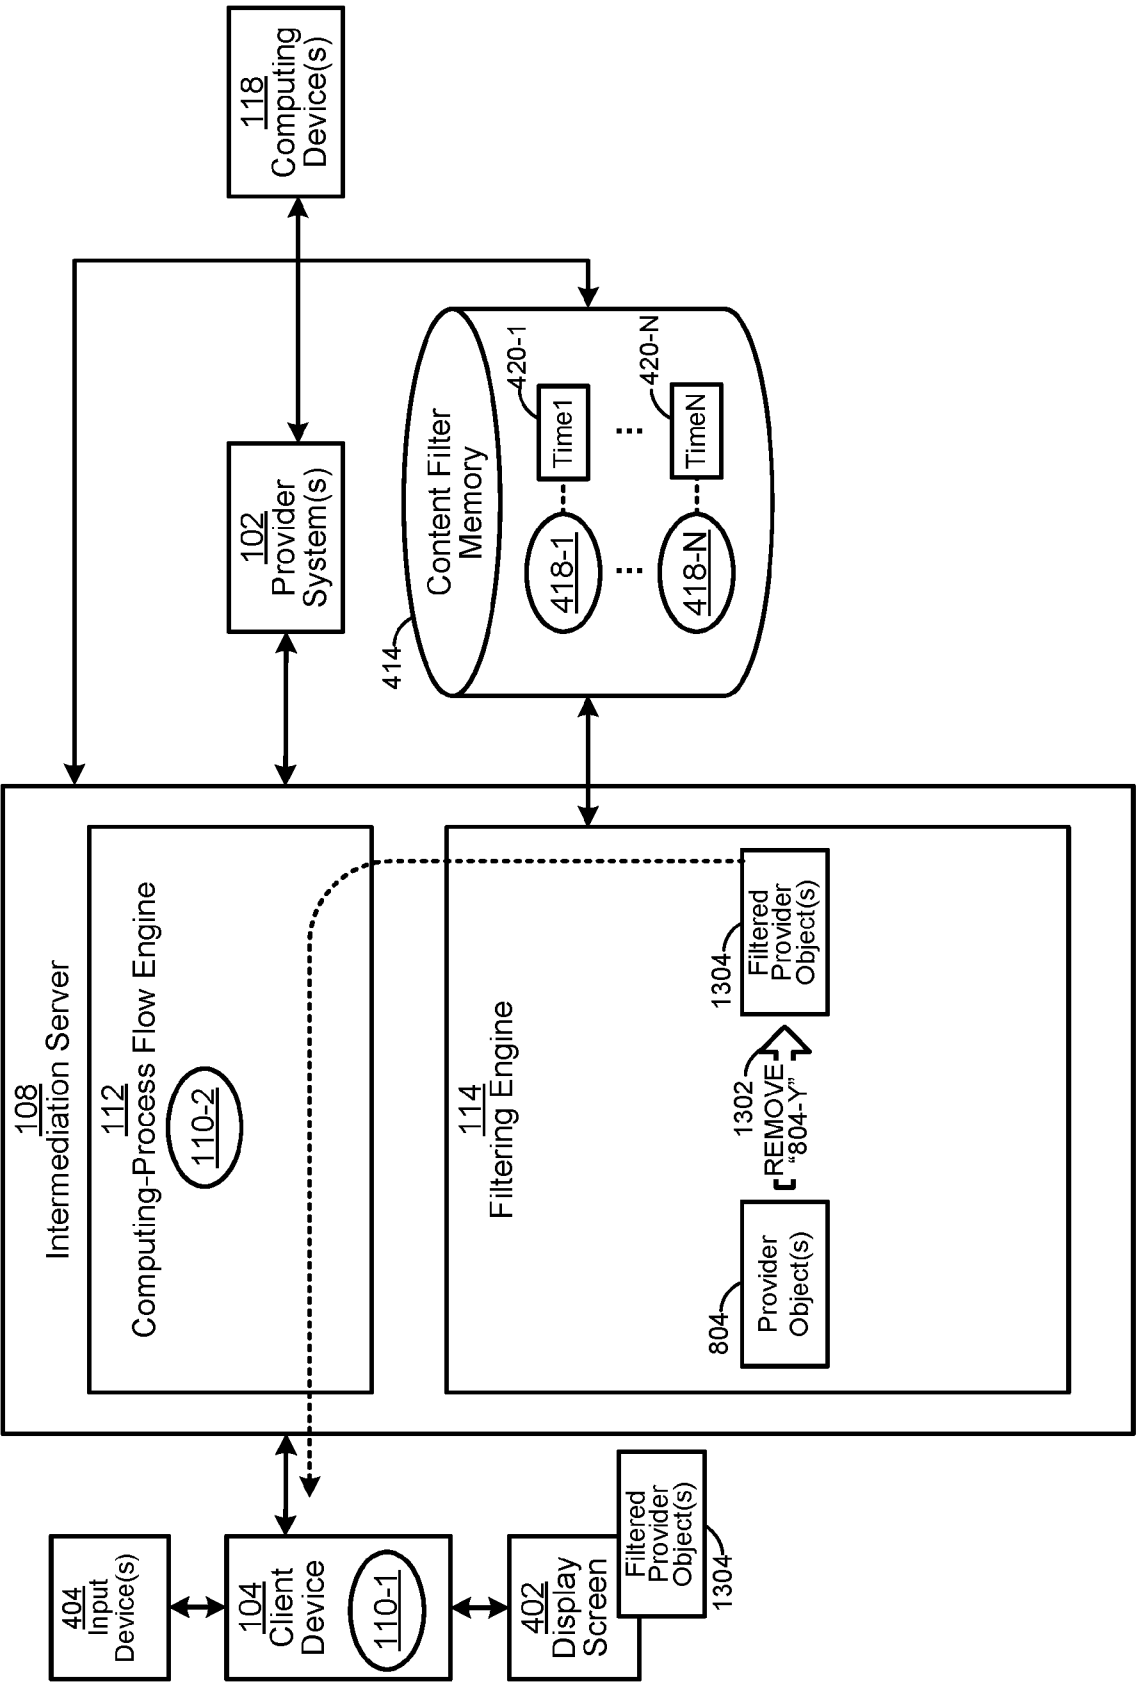 404
Input
Device(s)
104
Client
Device
110-1
402
Display
Screen
Filtered
Provider
Object(s)
1304
108
Intermediation Server
112
Computing-Process Flow Engine
110-2
114
Filtering Engine
804
Provider
Object(s)
1302
REMOVE
“804-Y”
1304
Filtered
Provider
Object(s)
102
Provider
System(s)
118
Computing
Device(s)
414
Content Filter
Memory
418-1
Time1
420-1
...
...
418-N
TimeN
420-N